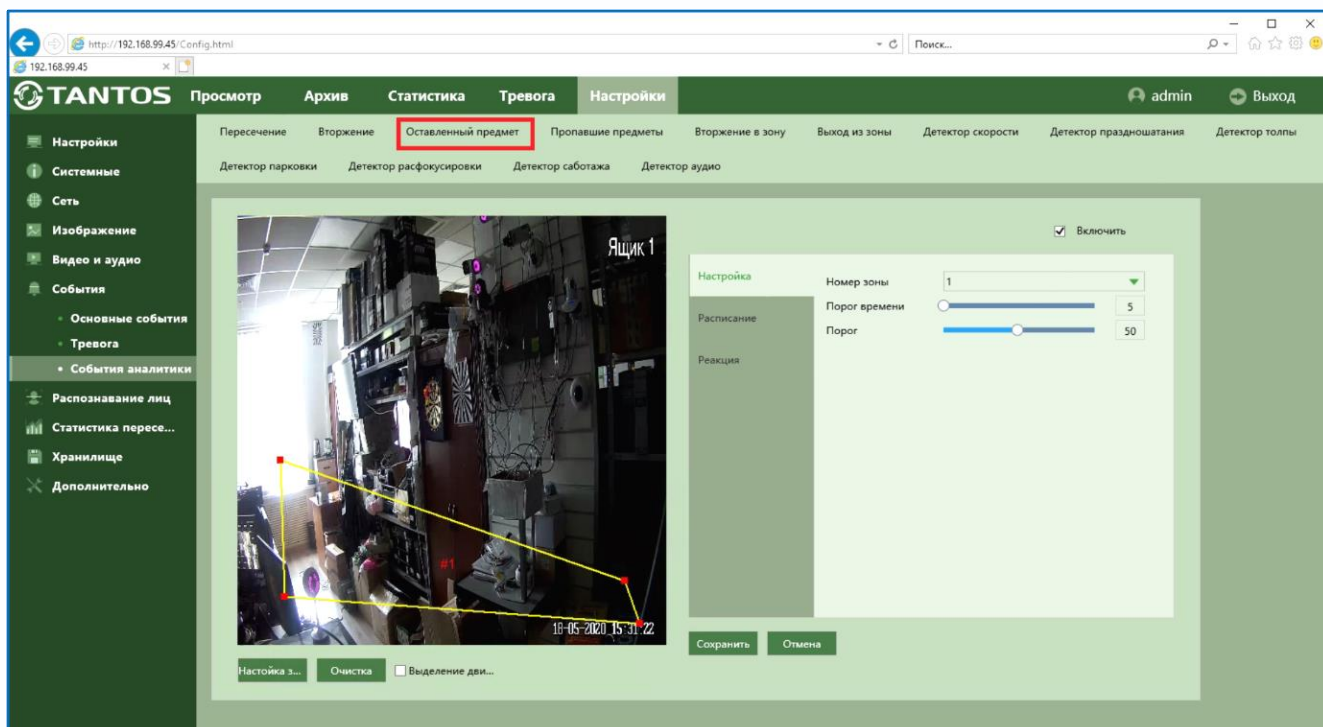 http://192.168.99.45/Config.html
Поиск...
192.168.99.45
TANTOS
Просмотр Архив Статистика Тревога Настройки
admin Выход
Настройки
Системные
Сеть
Изображение
Видео и аудио
События
Основные события
Тревога
События аналитики
Распознавание лиц
Статистика пересе...
Хранилище
Дополнительно
Пересечение Вторжение Оставленный предмет Пропавшие предметы Вторжение в зону Выход из зоны Детектор скорости Детектор праздношатания Детектор толпы
Детектор парковки Детектор расфокусировки Детектор саботажа Детектор аудио
Ящик 1
#1
18-05-2020 15:31:22
Настойка з...
Очистка
Выделение дви...
Включить
Настройка
Расписание
Реакция
Номер зоны 1
Порог времени 5
Порог 50
Сохранить
Отмена